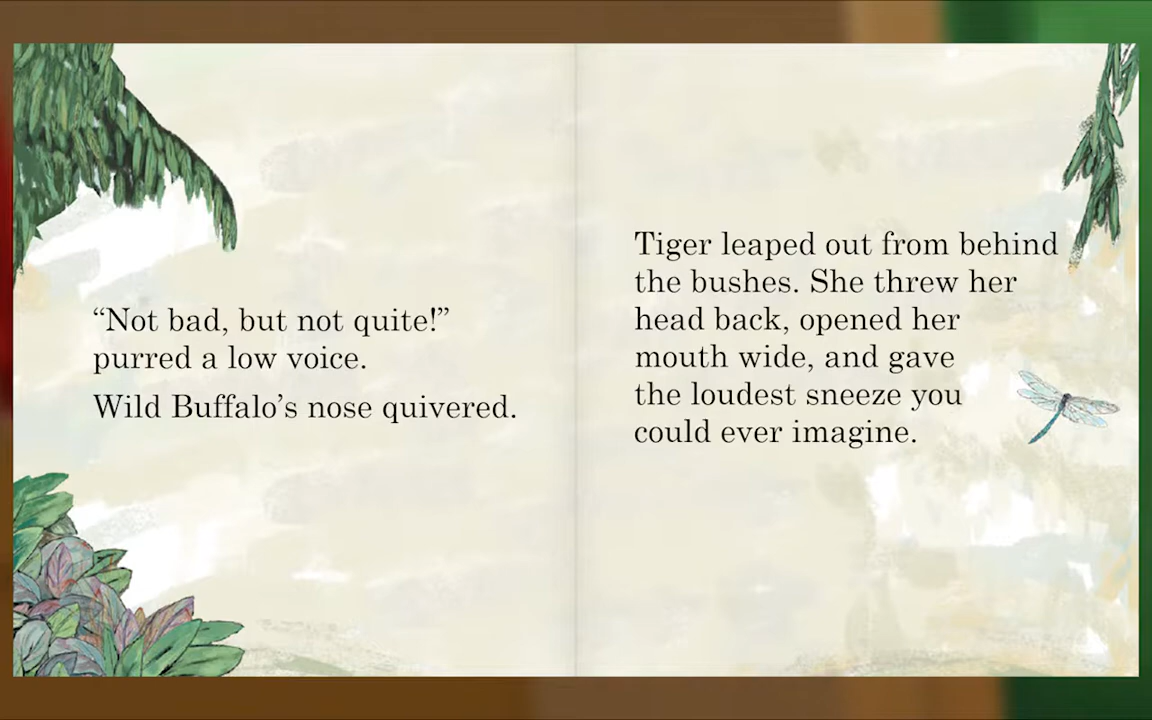 “Not bad, but not quite!”
purred a low voice.
Wild Buffalo’s nose quivered.
Tiger leaped out from behind
the bushes. She threw her
head back, opened her
mouth wide, and gave
the loudest sneeze you
could ever imagine.